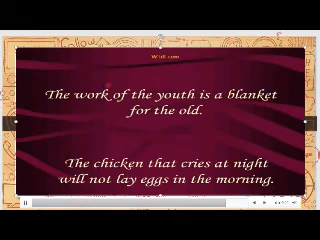 The work of the youth is a blanket
for the old.
The chicken that cries at night
will not lay eggs in the morning.